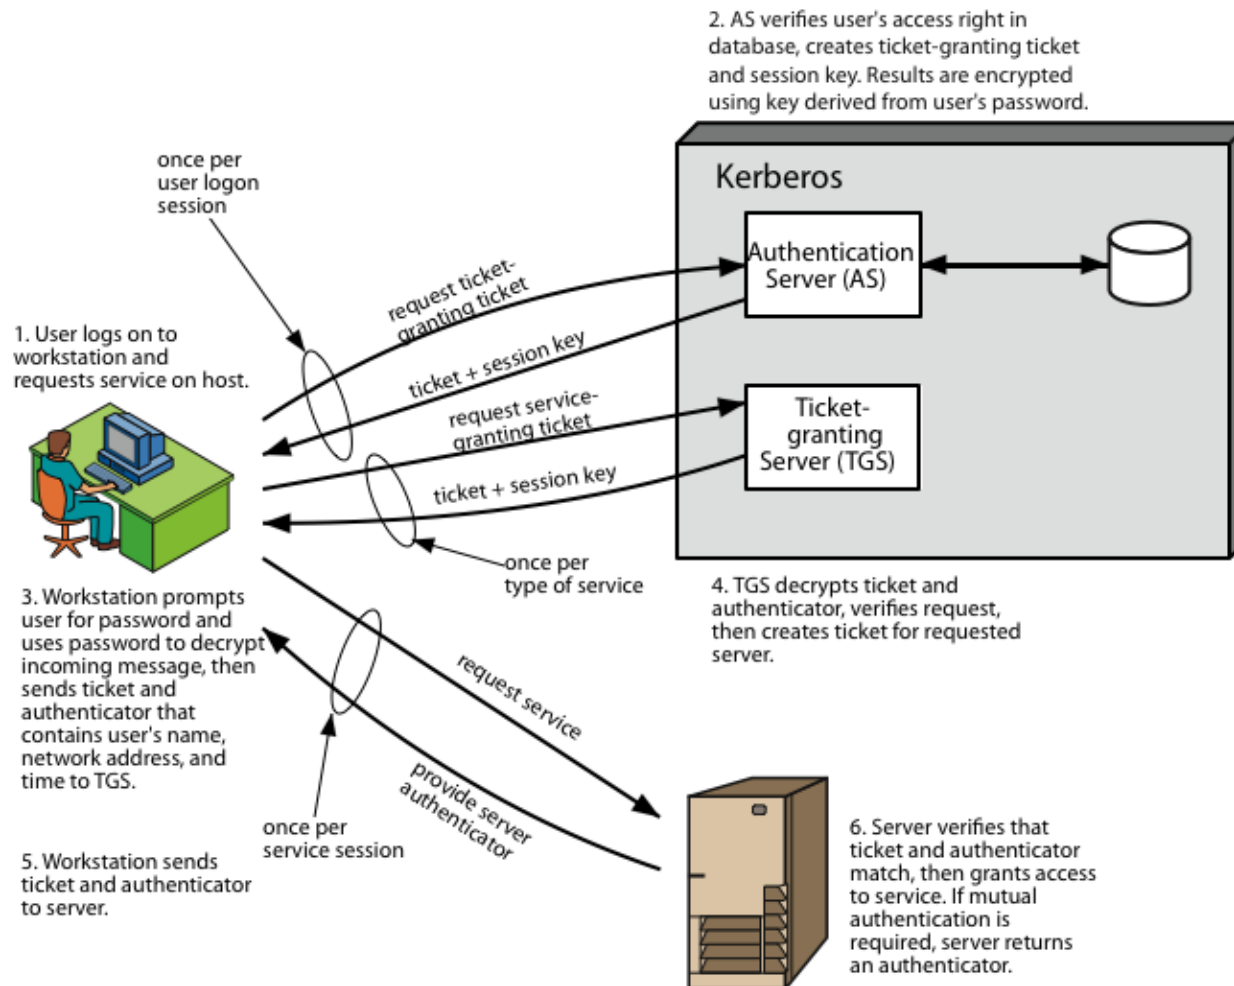 2. AS verifies user's access right in
database, creates ticket-granting ticket
and session key. Results are encrypted
using key derived from user's password.
once per
user logon
session
Kerberos
Authentication
Server (AS)
request ticket-
granting ticket
1. User logs on to
workstation and
requests service on host.
ticket + session key
request service-
granting ticket
Ticket-
granting
Server (TGS)
ticket + session key
once per
type of service
3. Workstation prompts
user for password and
uses password to decrypt
incoming message, then
sends ticket and
authenticator that
contains user's name,
network address, and
time to TGS.
4. TGS decrypts ticket and
authenticator, verifies request,
then creates ticket for requested
server.
request service
provide server
authenticator
once per
service session
5. Workstation sends
ticket and authenticator
to server.
6. Server verifies that
ticket and authenticator
match, then grants access
to service. If mutual
authentication is
required, server returns
an authenticator.